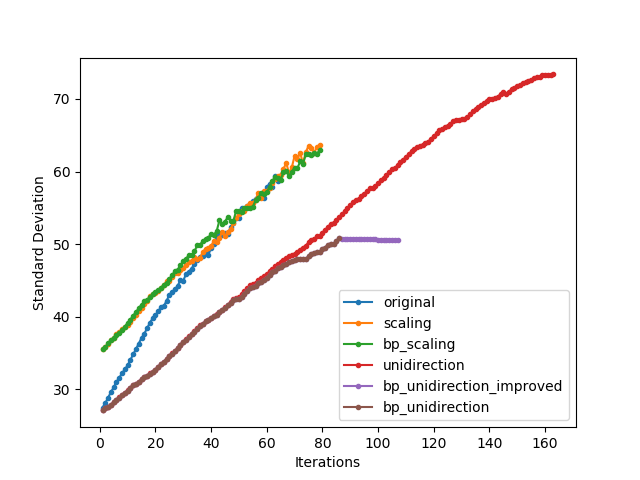 70
60
50
40
30
Standard Deviation
0 20 40 60 80 100 120 140 160
Iterations
original
scaling
bp_scaling
unidirection
bp_unidirection_improved
bp_unidirection